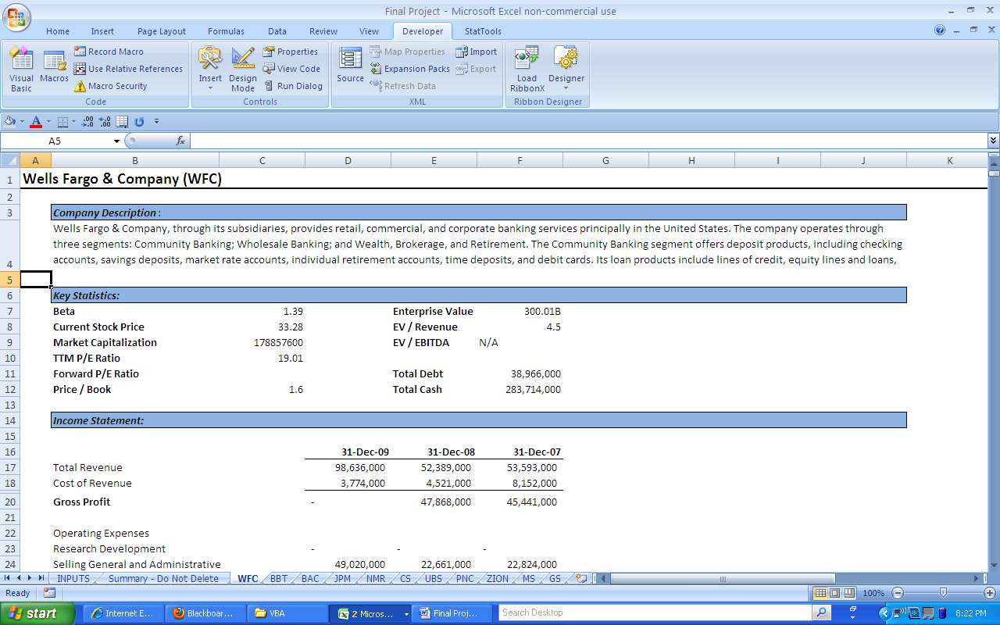 Final Project - Microsoft Excel non-commercial use
Home Insert Page Layout Formulas Data Review View Developer StatTools
Visual Basic
Macros
Record Macro
Use Relative References
Macro Security
Code
Insert
Design Mode
Properties
View Code
Run Dialog
Controls
Source
Map Properties
Expansion Packs
Refresh Data
Import
Export
XML
Load RibbonX
Designer
Ribbon Designer
A5 fx
A B C D E F G H I J K
1 Wells Fargo & Company (WFC)
2
3 Company Description :
Wells Fargo & Company, through its subsidiaries, provides retail, commercial, and corporate banking services principally in the United States. The company operates through
three segments: Community Banking; Wholesale Banking; and Wealth, Brokerage, and Retirement. The Community Banking segment offers deposit products, including checking
4 accounts, savings deposits, market rate accounts, individual retirement accounts, time deposits, and debit cards. Its loan products include lines of credit, equity lines and loans,
5
6 Key Statistics:
7 Beta 1.39 Enterprise Value 300.01B
8 Current Stock Price 33.28 EV / Revenue 4.5
9 Market Capitalization 178857600 EV / EBITDA N/A
10 TTM P/E Ratio 19.01
11 Forward P/E Ratio Total Debt 38,966,000
12 Price / Book 1.6 Total Cash 283,714,000
13
14 Income Statement:
15
16 31-Dec-09 31-Dec-08 31-Dec-07
17 Total Revenue 98,636,000 52,389,000 53,593,000
18 Cost of Revenue 3,774,000 4,521,000 8,152,000
20 Gross Profit - 47,868,000 45,441,000
21
22 Operating Expenses
23 Research Development - - -
24 Selling General and Administrative 49,020,000 22,661,000 22,824,000
INPUTS Summary - Do Not Delete WFC BBT BAC JPM NMR CS UBS PNC ZION MS GS
Ready 100%
start Internet E... Blackboar... VBA 2 Micros... Final Proj... Search Desktop 8:22 PM